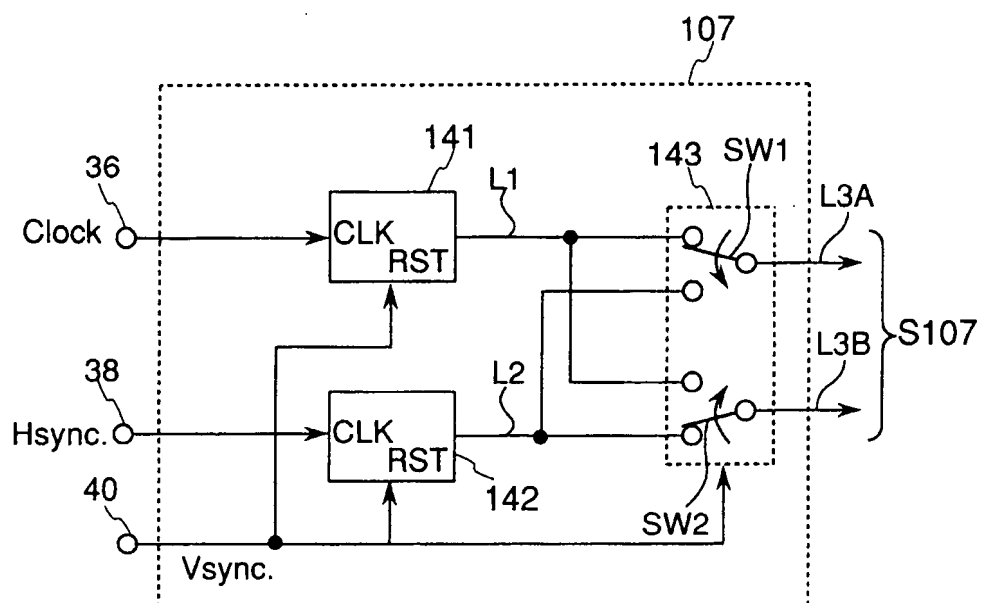 107
141
143
SW1
36
L1
L3A
Clock
CLK
RST
S107
38
L2
L3B
Hsync.
CLK
RST
142
40
SW2
Vsync.